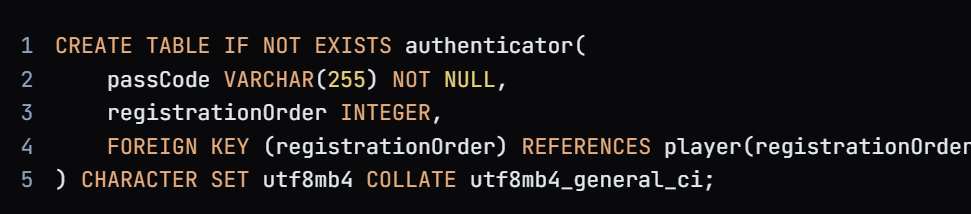 1 CREATE TABLE IF NOT EXISTS authenticator(
2 passCode VARCHAR(255) NOT NULL,
3 registrationOrder INTEGER,
4 FOREIGN KEY (registrationOrder) REFERENCES player(registrationOrder
5 ) CHARACTER SET utf8mb4 COLLATE utf8mb4_general_ci;